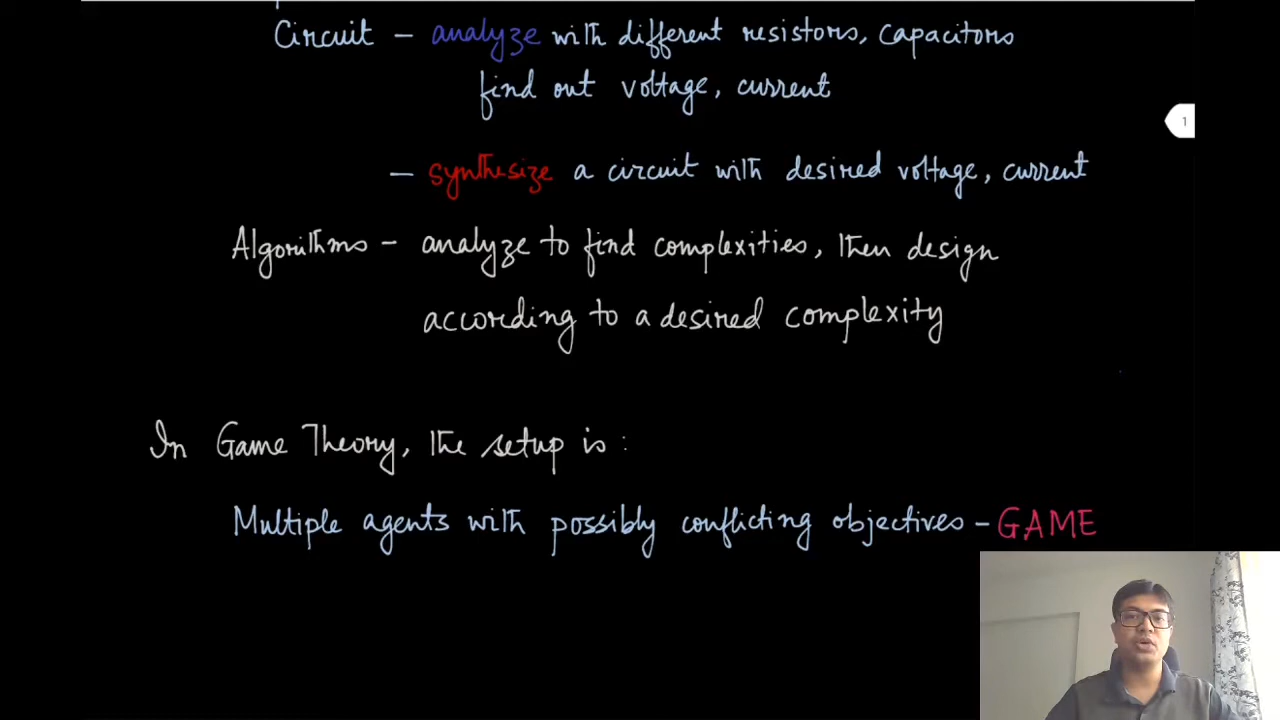 Circuit - analyze with different resistors, capacitors
find out voltage, current
1
- synthesize a circuit with desired voltage, current
Algorithms - analyze to find complexities, then design
according to a desired complexity
In Game Theory, the setup is:
Multiple agents with possibly conflicting objectives - GAME